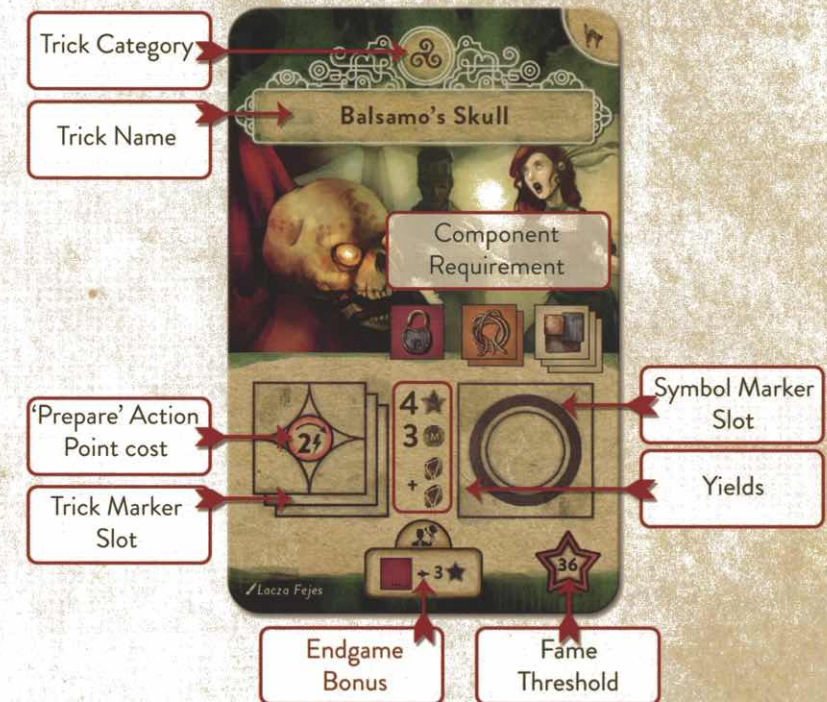 Trick Category
Trick Name
Balsamo's Skull
Component
Requirement
'Prepare' Action
Point cost
2
4
3 M
+
Symbol Marker
Slot
Yields
Trick Marker
Slot
+ 3
36
Lacza Fejes
Endgame
Bonus
Fame
Threshold